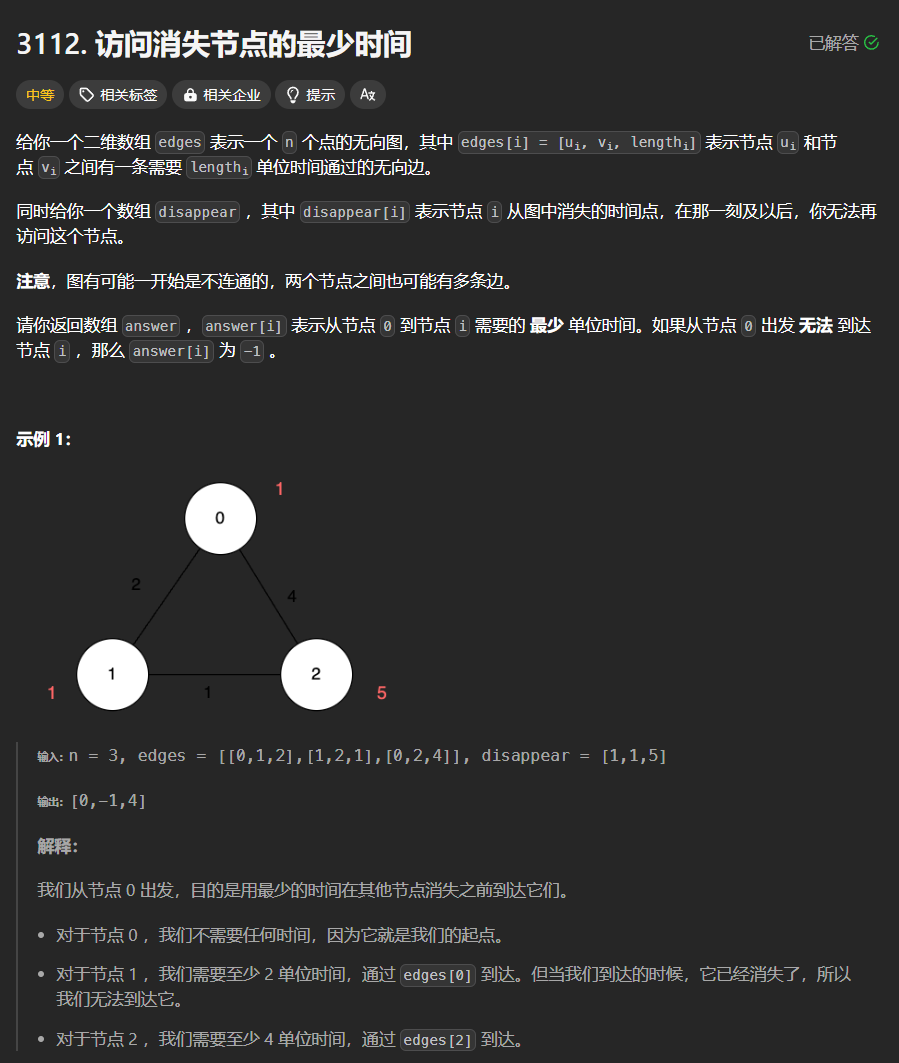 3112. 访问消失节点的最少时间
已解答
中等 相关标签 相关企业 提示
给你一个二维数组 edges 表示一个 n 个点的无向图，其中 edges[i] = [ui, vi, lengthi] 表示节点 ui 和节
点 vi 之间有一条需要 lengthi 单位时间通过的无向边。
同时给你一个数组 disappear ，其中 disappear[i] 表示节点 i 从图中消失的时间点，在那一刻及以后，你无法再
访问这个节点。
注意，图有可能一开始是不连通的，两个节点之间也可能有多条边。
请你返回数组 answer ，answer[i] 表示从节点 0 到节点 i 需要的 最少 单位时间。如果从节点 0 出发 无法 到达
节点 i ，那么 answer[i] 为 -1 。
示例 1：
1
0
2
4
1
2
1
1
5
输入：n = 3, edges = [[0,1,2],[1,2,1],[0,2,4]], disappear = [1,1,5]
输出：[0,-1,4]
解释：
我们从节点 0 出发，目的是用最少的时间在其他节点消失之前到达它们。
• 对于节点 0 ，我们不需要任何时间，因为它就是我们的起点。
• 对于节点 1 ，我们需要至少 2 单位时间，通过 edges[0] 到达。但当我们到达的时候，它已经消失了，所以
我们无法到达它。
• 对于节点 2 ，我们需要至少 4 单位时间，通过 edges[2] 到达。